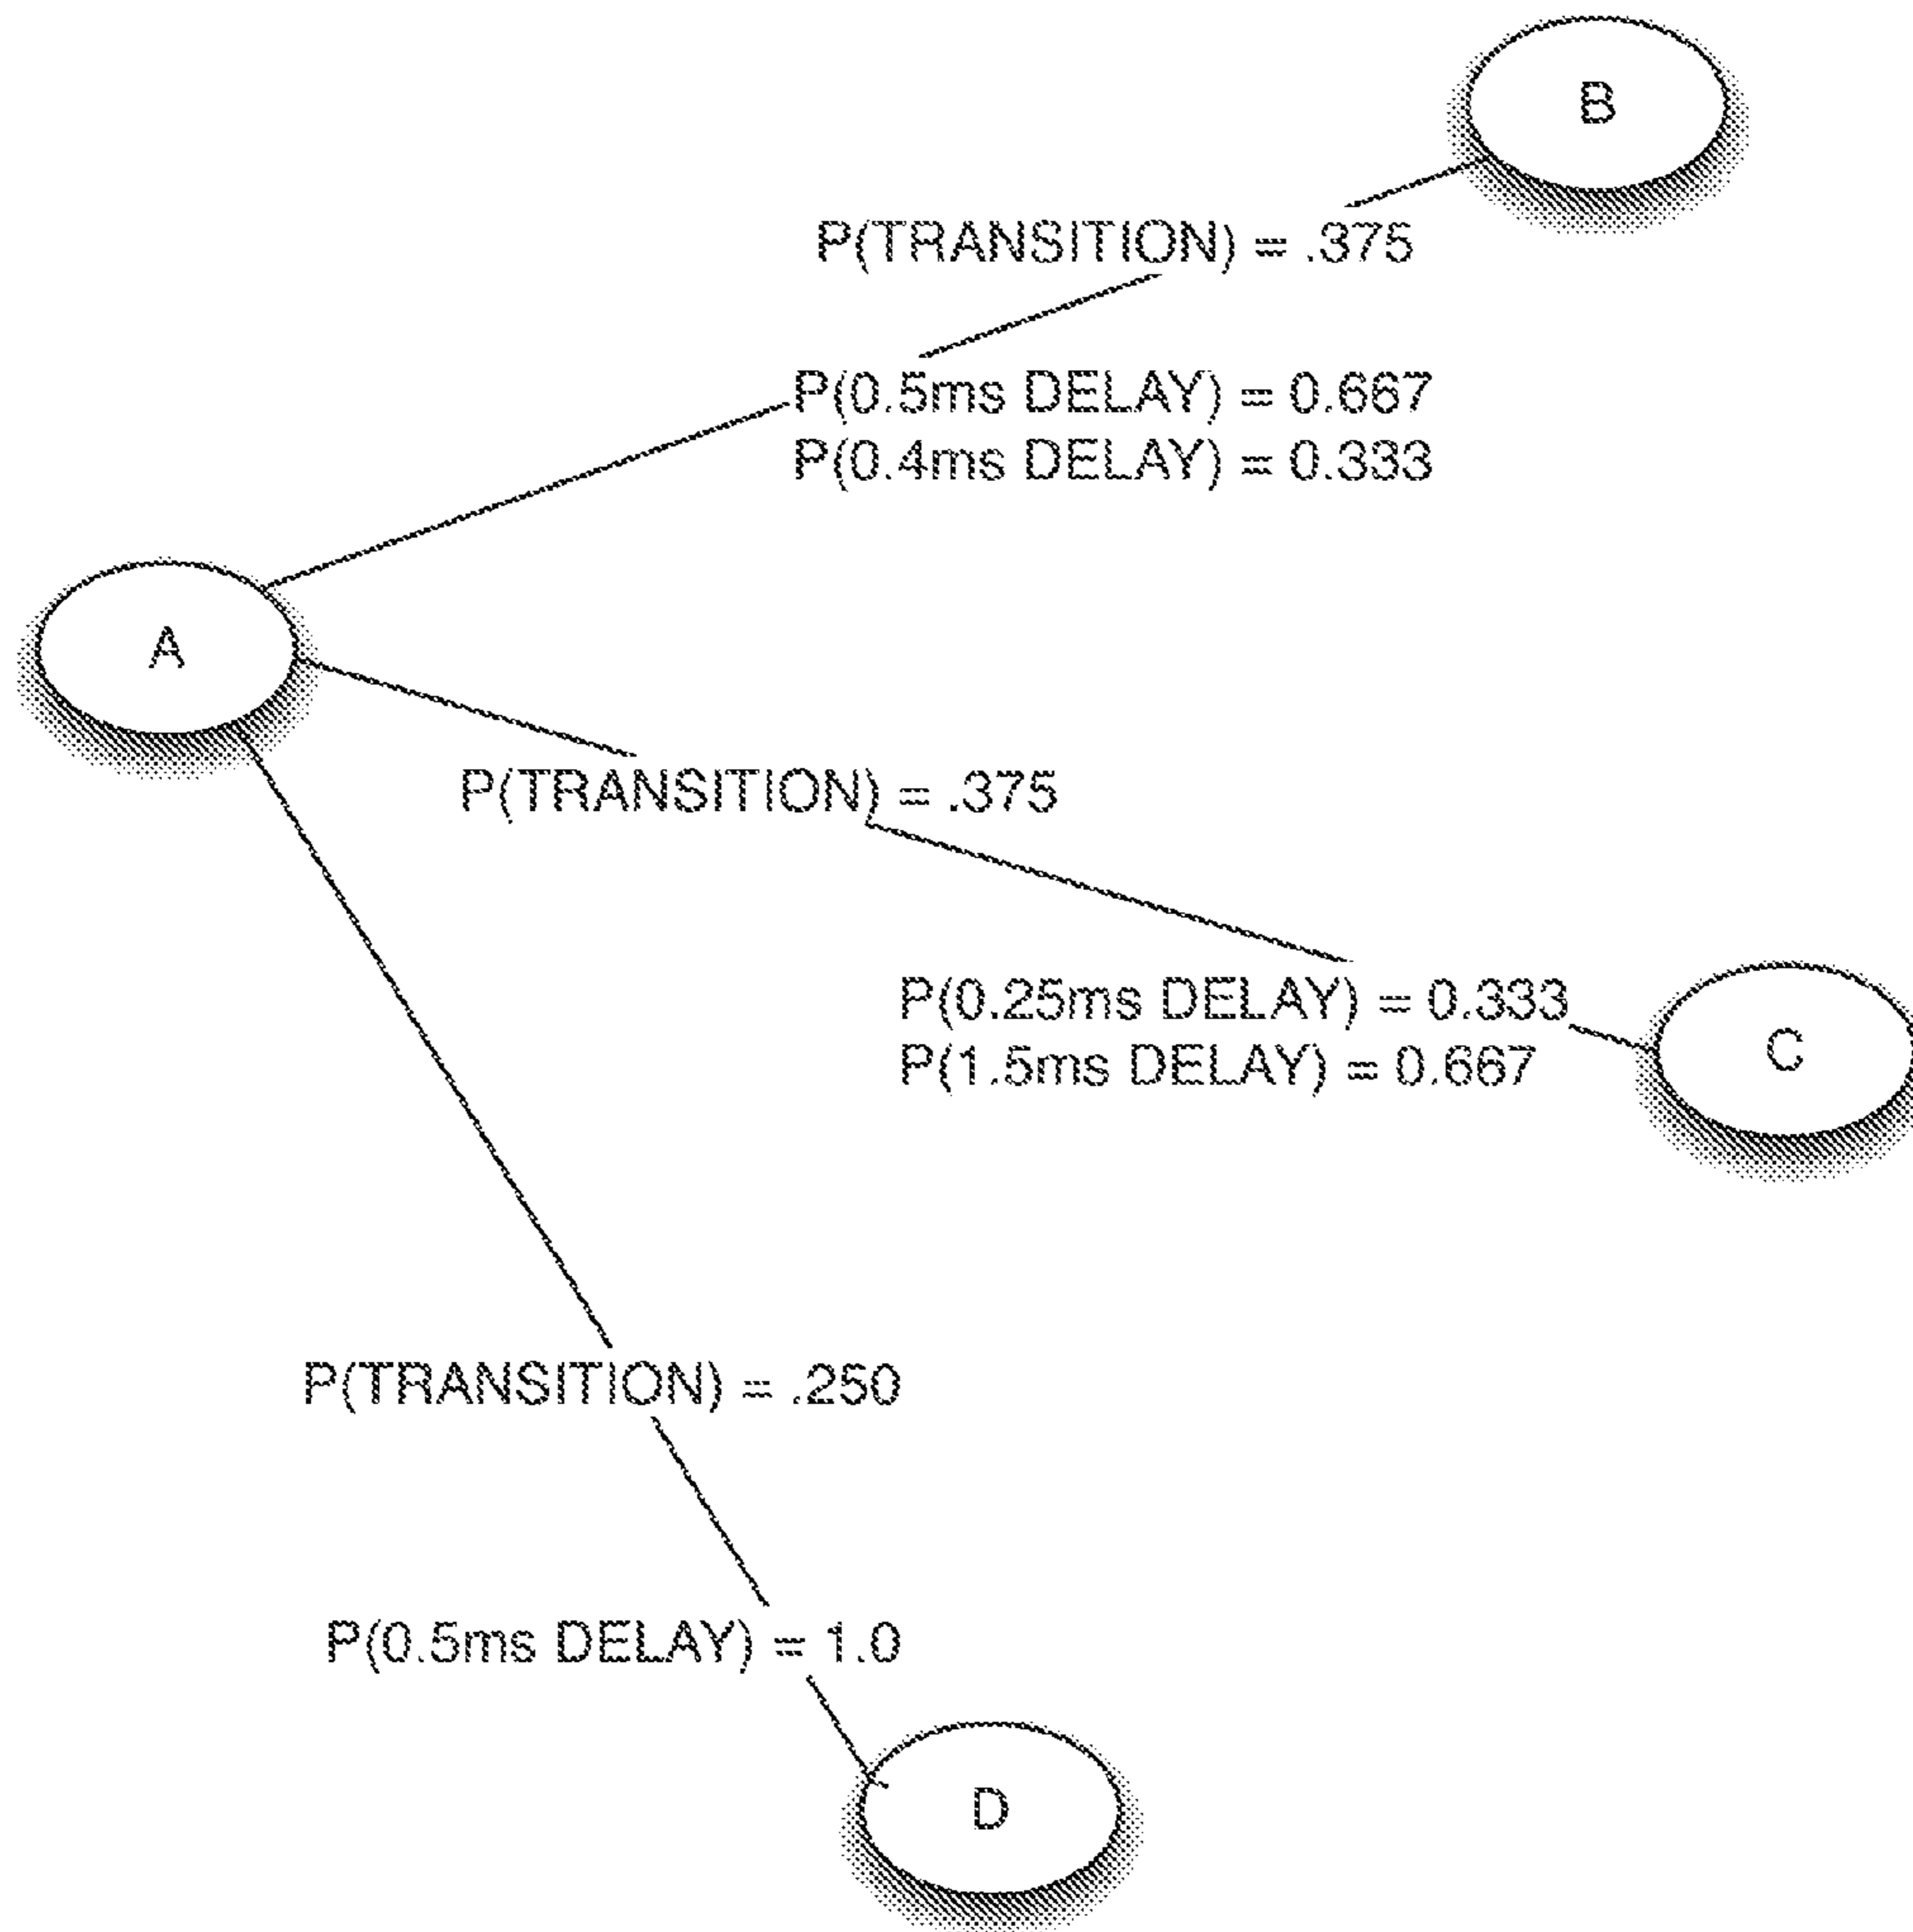 B
P(TRANSITION) = .375
P(0.5ms DELAY) = 0.667
P(0.4ms DELAY) = 0.333
A
P(TRANSITION) = .375
P(0.25ms DELAY) = 0.333
P(1.5ms DELAY) = 0.667
C
P(TRANSITION) = .250
P(0.5ms DELAY) = 1.0
D